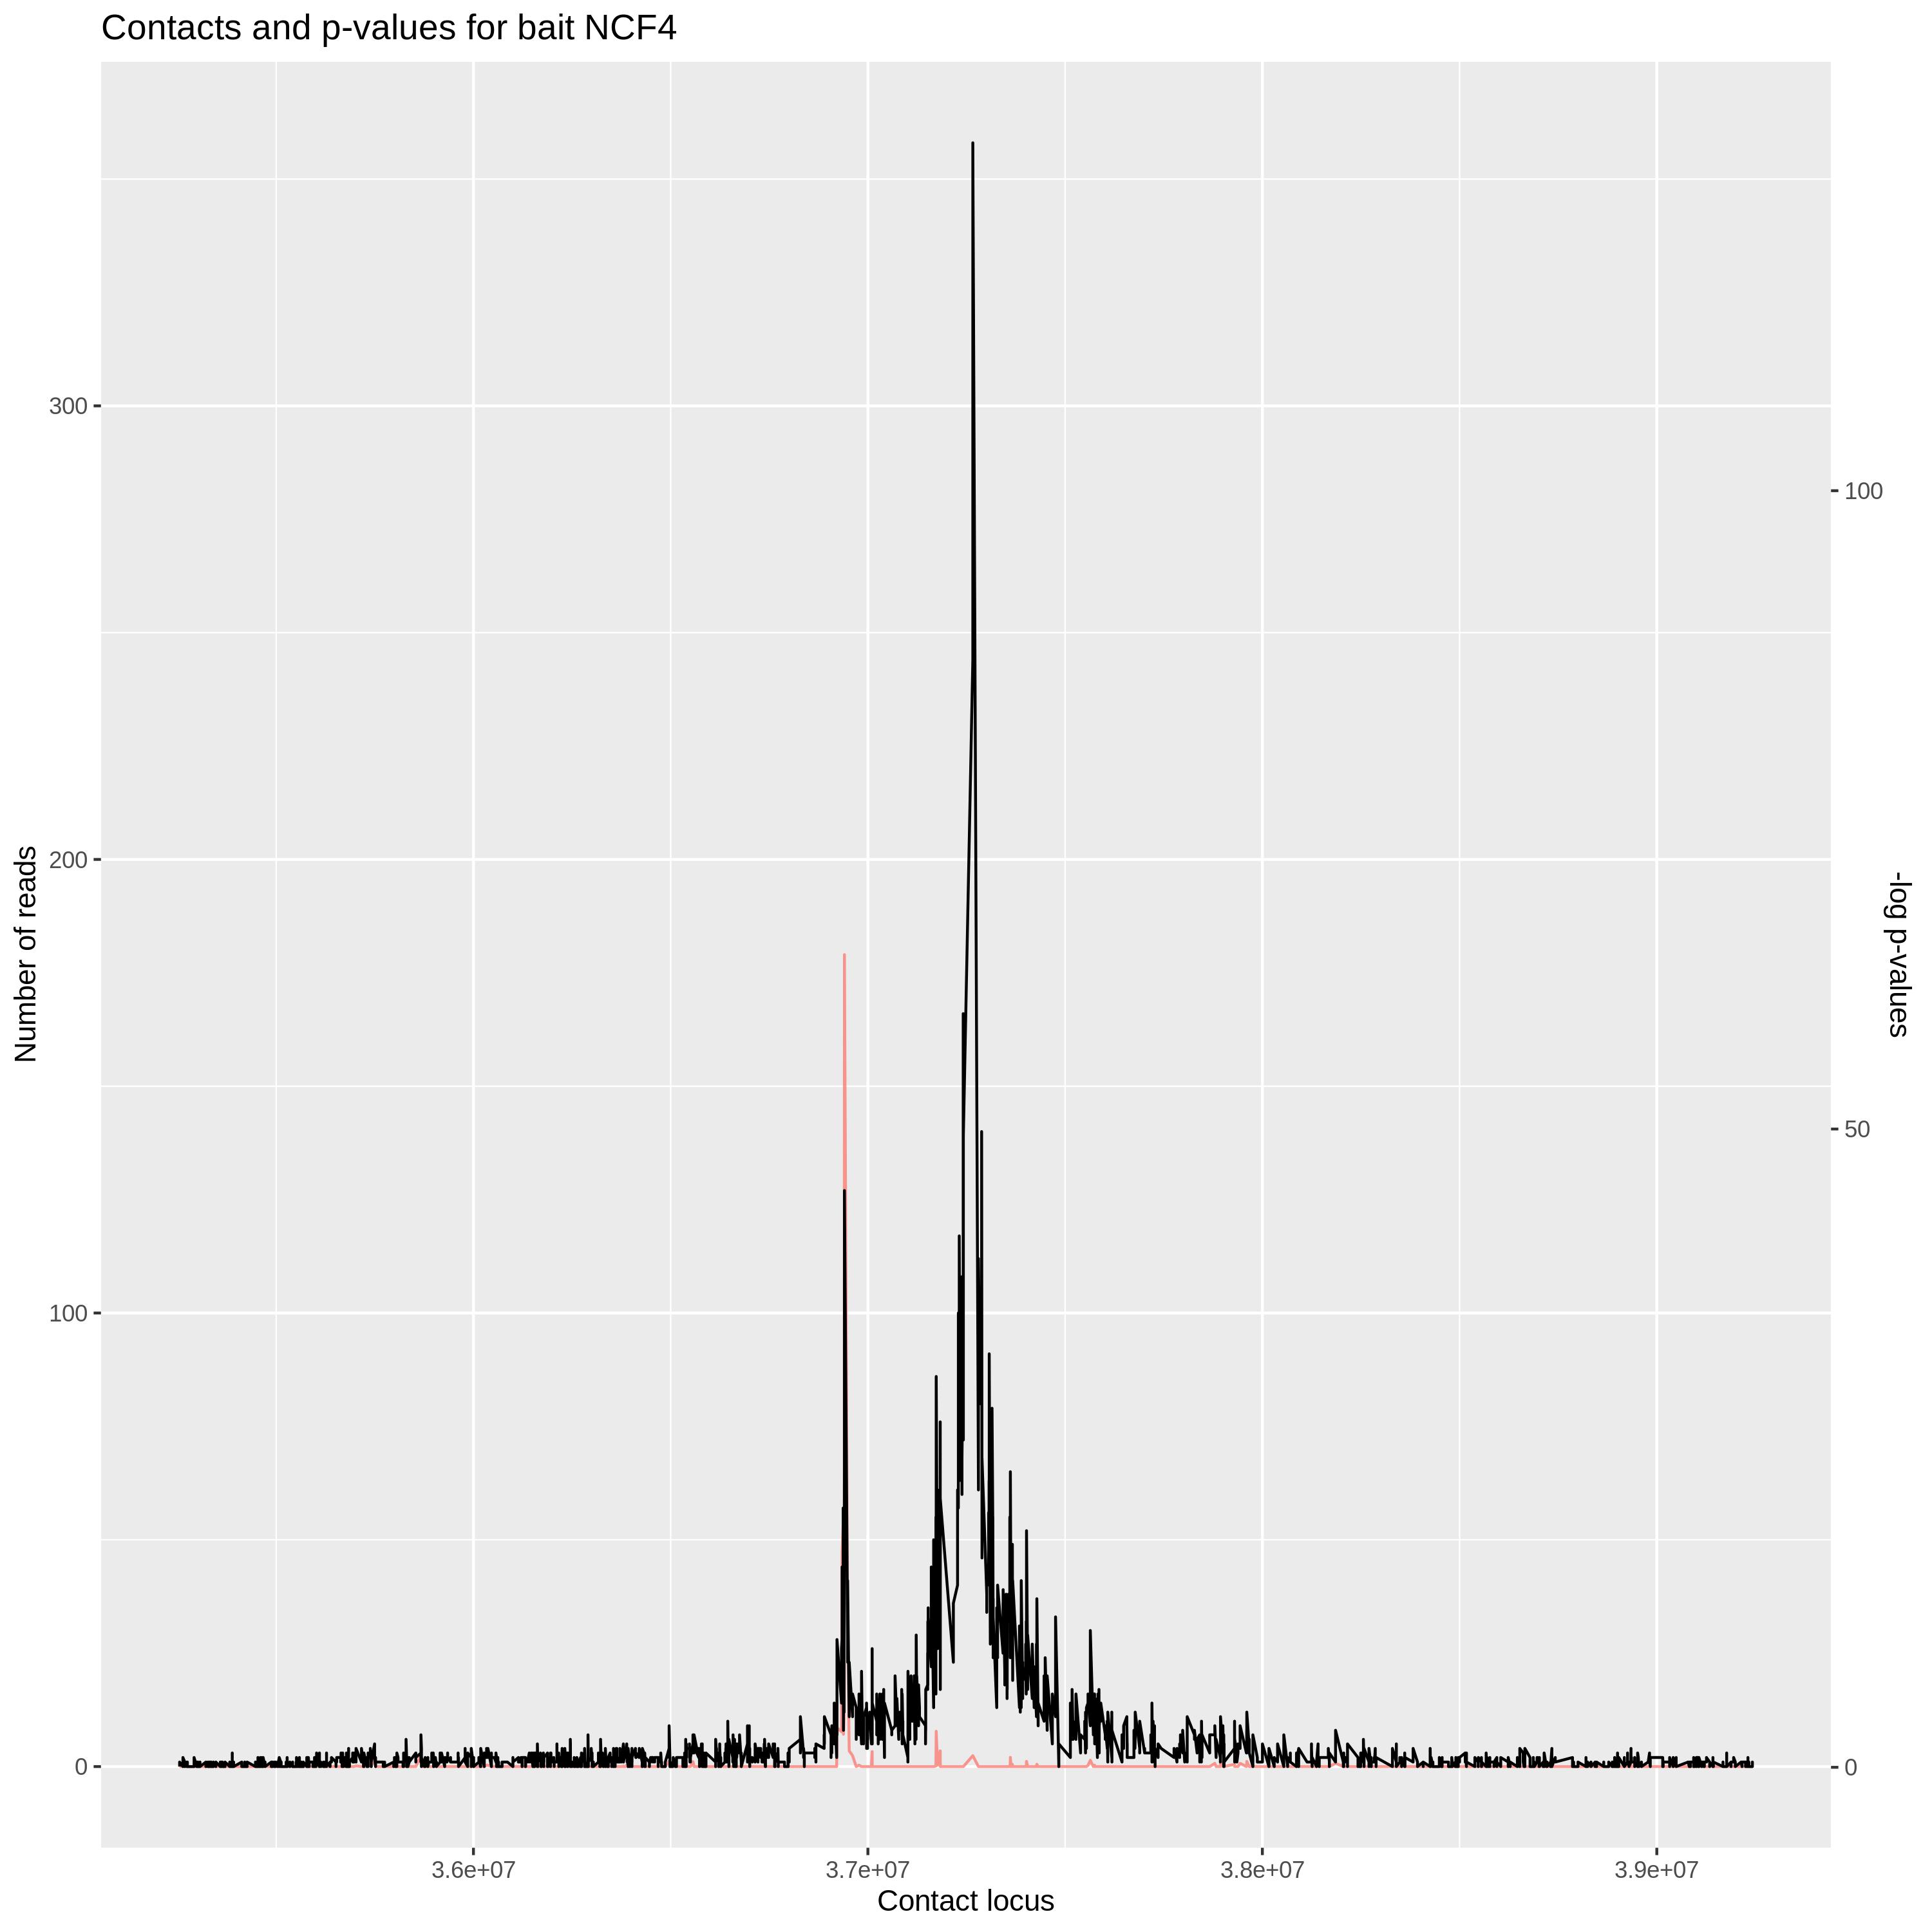 Contacts and p-values for bait NCF4
Number of reads
300
200
100
0
100
50
0
-log p-values
3.6e+07
3.7e+07
3.8e+07
3.9e+07
Contact locus